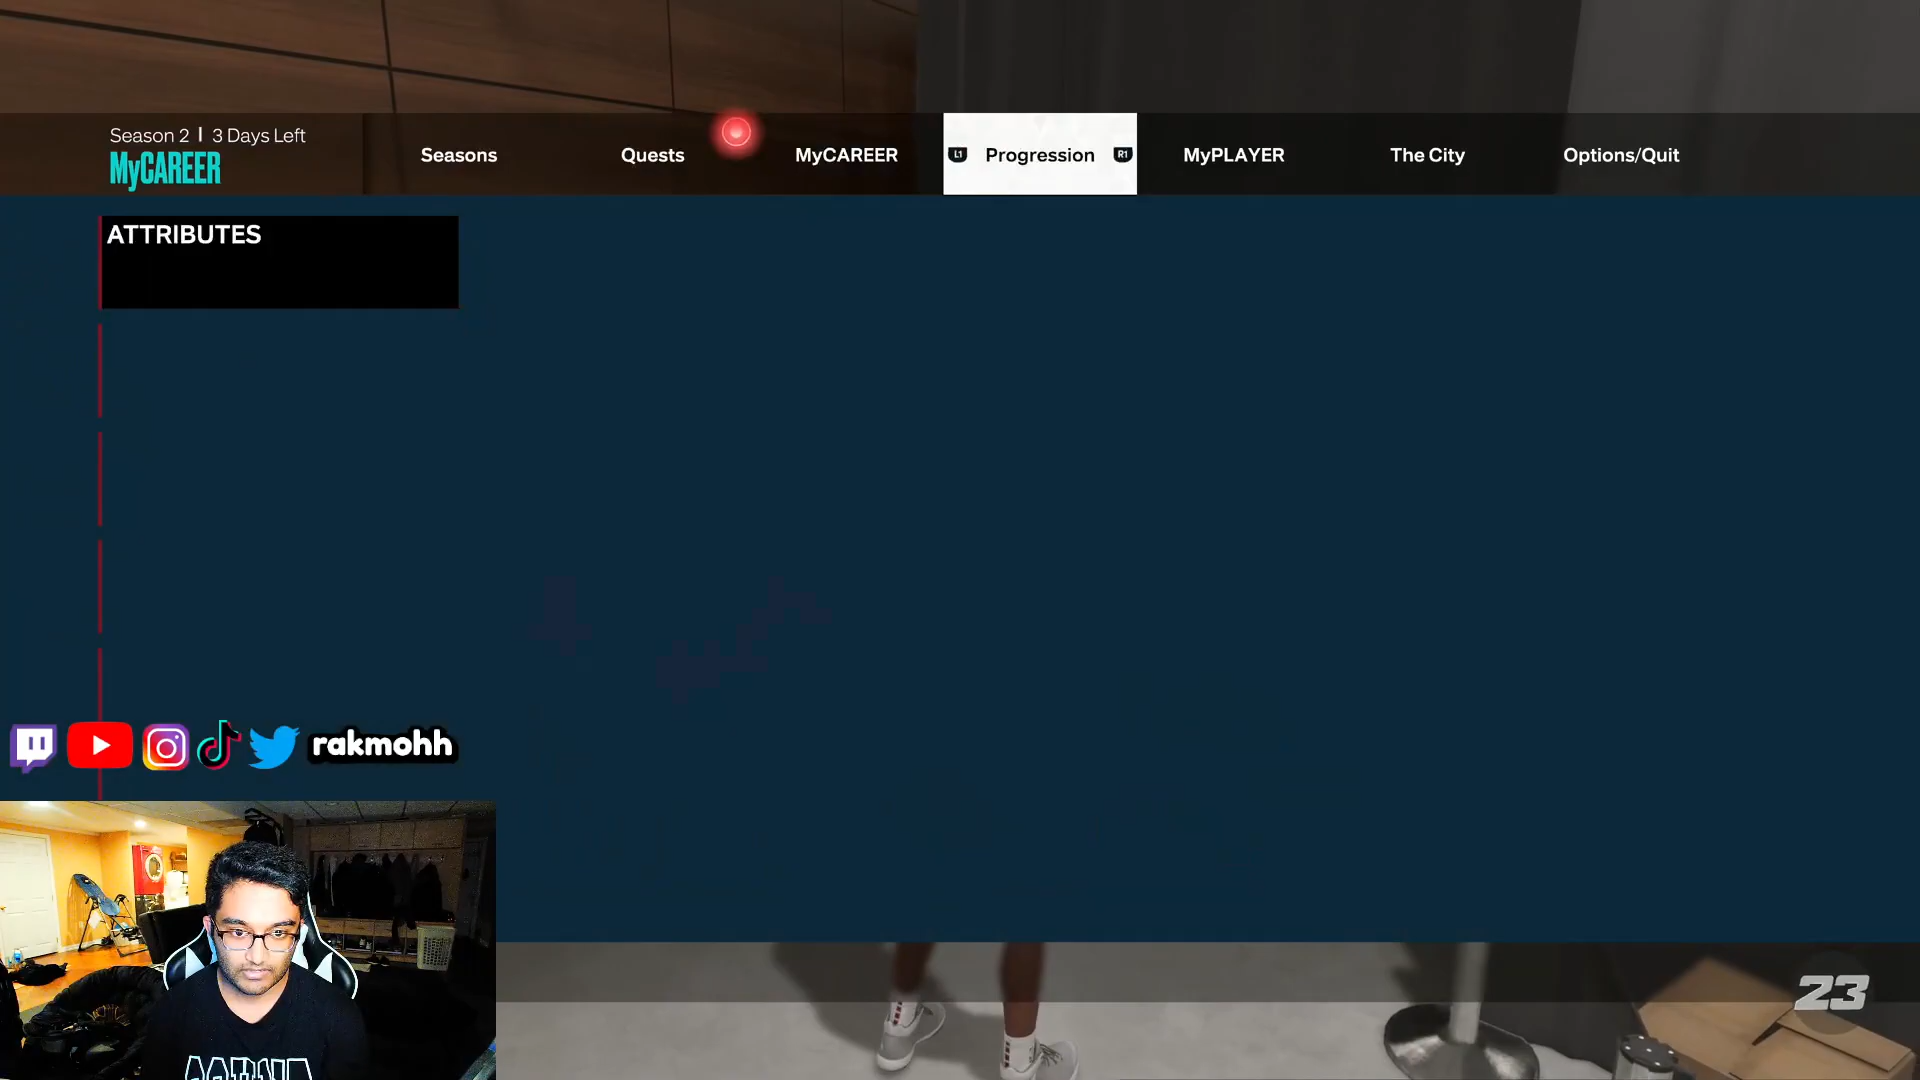 Season 2 | 3 Days Left
MyCAREER
Seasons
Quests
MyCAREER
L1 Progression R1
MyPLAYER
The City
Options/Quit
ATTRIBUTES
rakmohh
23